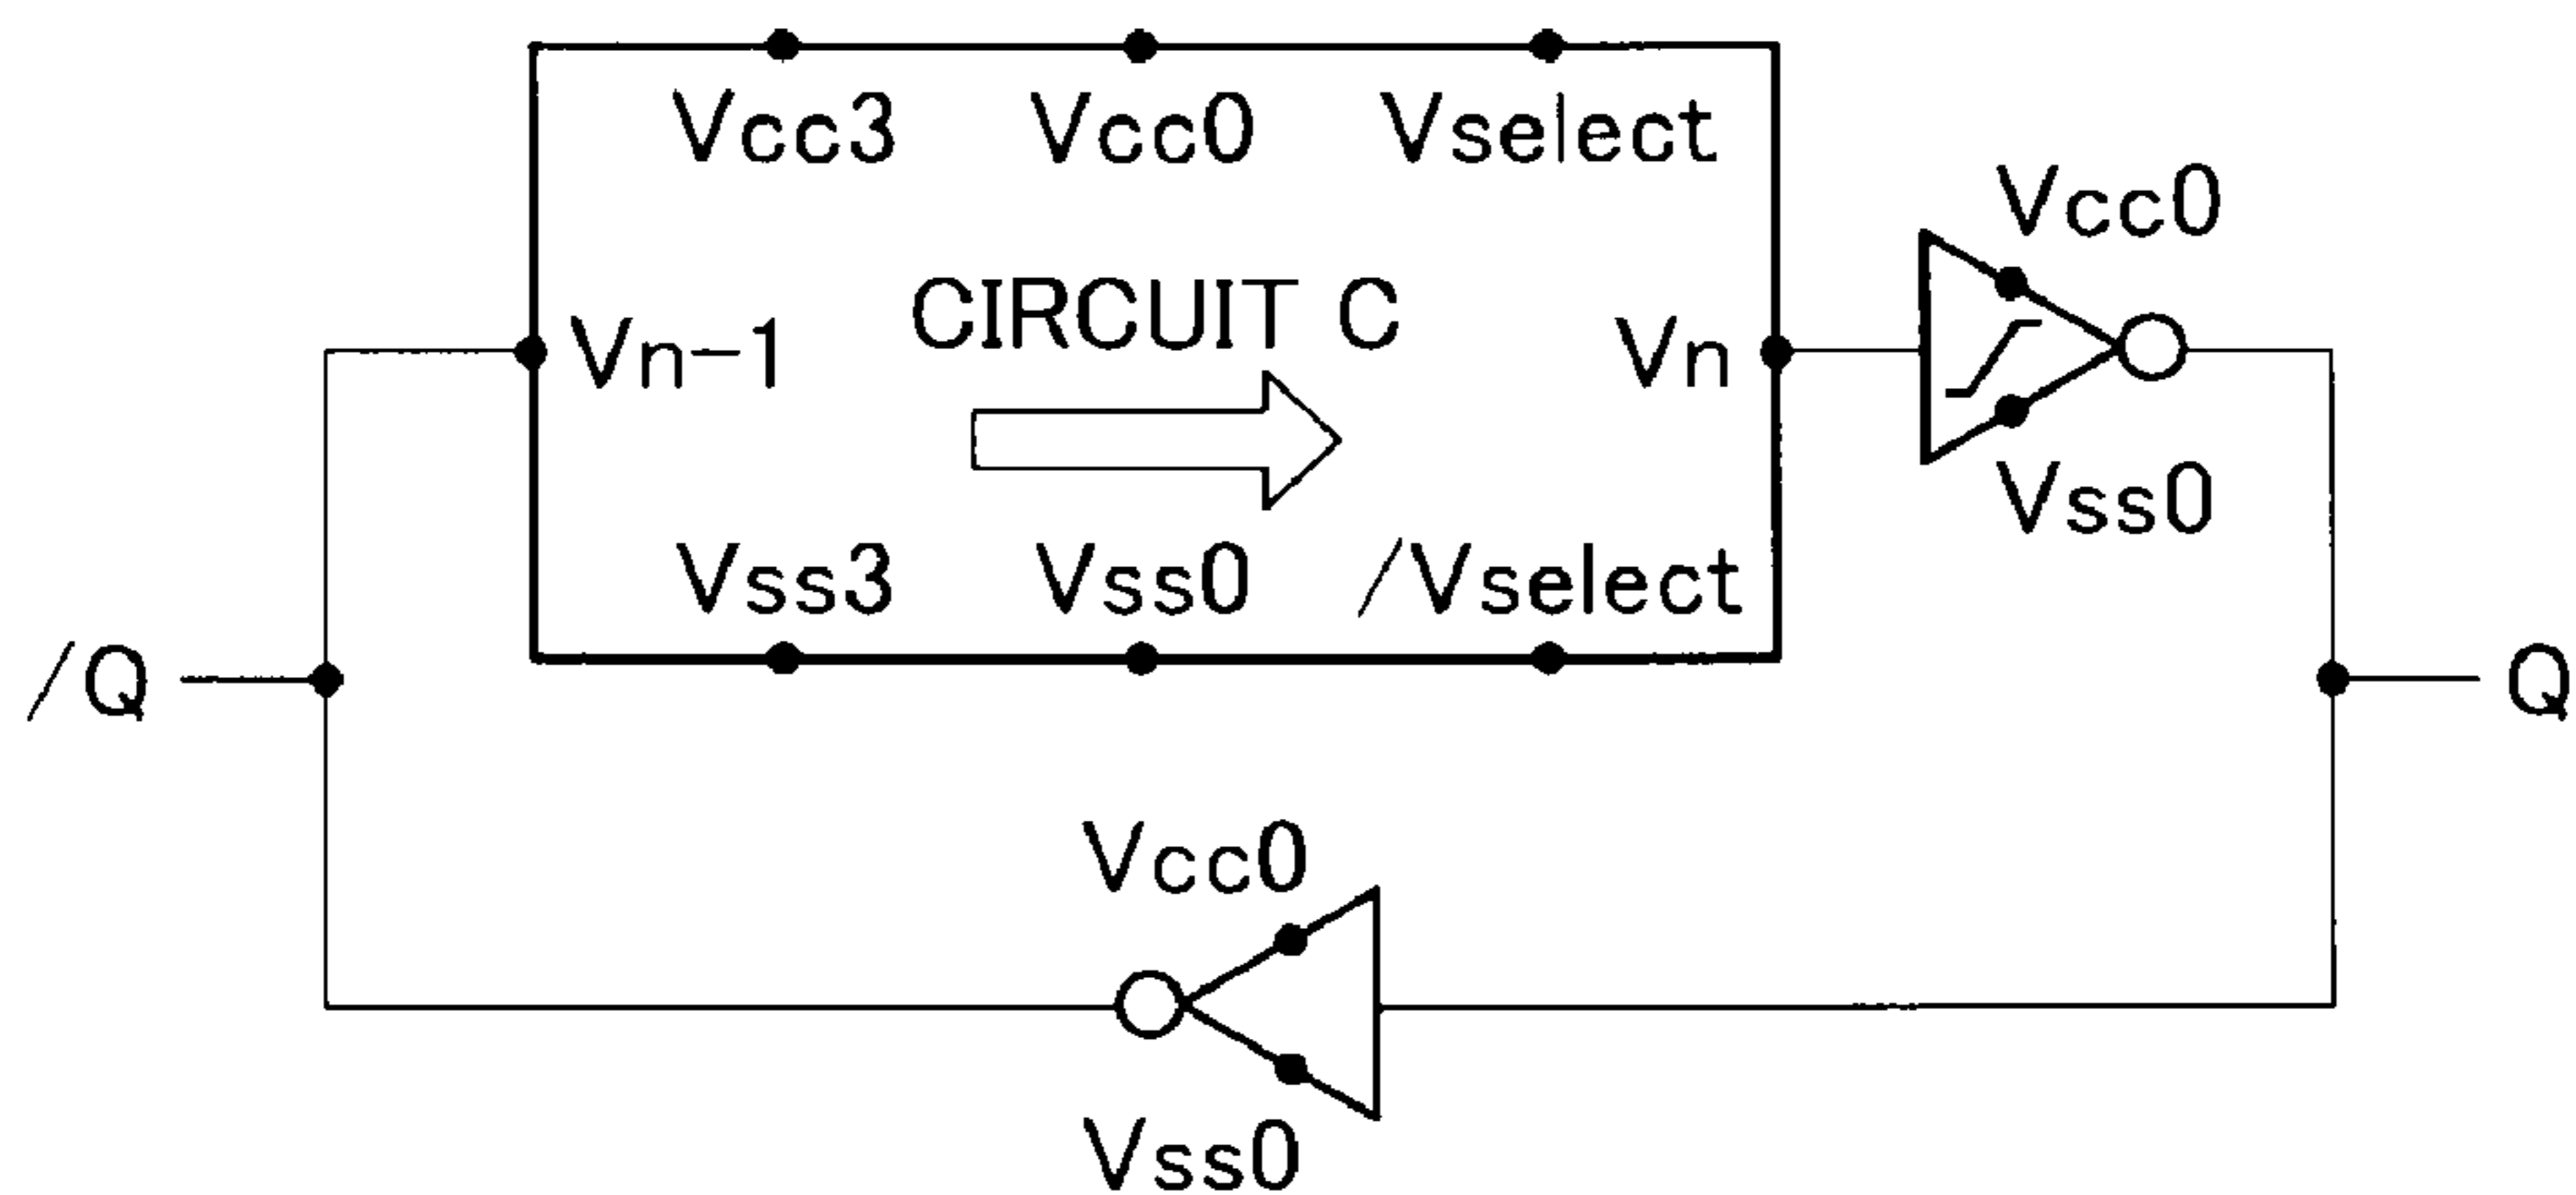 Vcc3 Vcc0 Vselect
Vcc0
CIRCUIT C
Vn-1 Vn
Vss0
Vss3 Vss0 /Vselect
/Q Q
Vcc0
Vss0